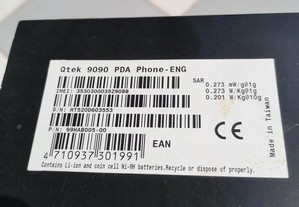 Qtek 9090 PDA Phone-ENG
IMEI: 353030003529088
S/N: HT5200603553
P/N: 99HAB005-00
SAR
0.273 mW/g@1g
0.273 W/Kg@1g
0.201 W/Kg@10g
4 710937 301991
EAN
CE
Made in Taiwan
Contains Li-ion and coin cell Ni-MH batteries.Recycle or dispose of properly.